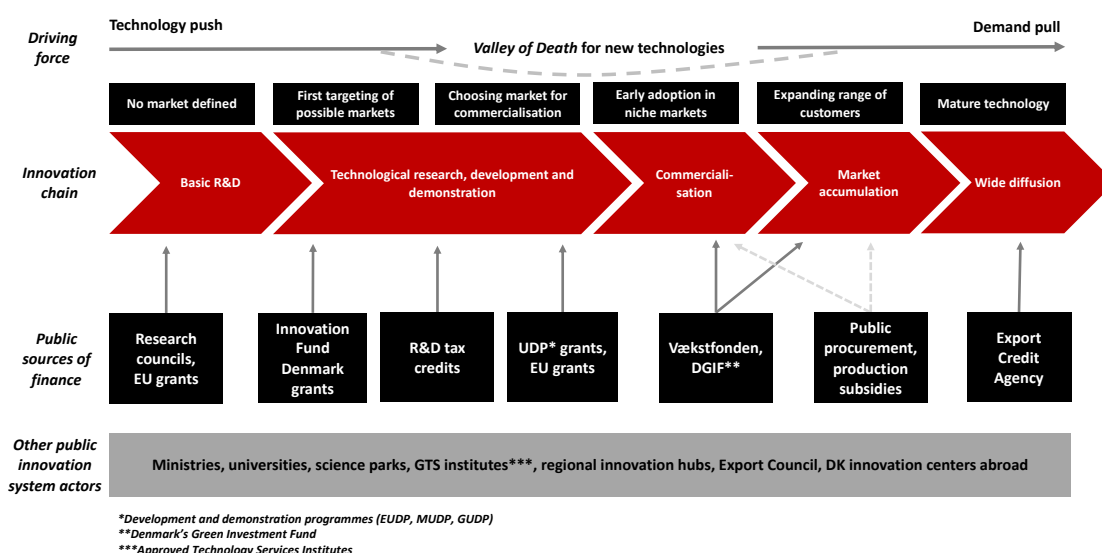 Driving
force
Technology push
Valley of Death for new technologies
Demand pull
No market defined
First targeting of
possible markets
Choosing market for
commercialisation
Early adoption in
niche markets
Expanding range of
customers
Mature technology
Innovation
chain
Basic R&D
Technological research, development and
demonstration
Commerciali-
sation
Market
accumulation
Wide diffusion
Public
sources of
finance
Research
councils,
EU grants
Innovation
Fund
Denmark
grants
R&D tax
credits
UDP* grants,
EU grants
Vækstfonden,
DGIF**
Public
procurement,
production
subsidies
Export
Credit
Agency
Other public
innovation
system actors
Ministries, universities, science parks, GTS institutes***, regional innovation hubs, Export Council, DK innovation centers abroad
*Development and demonstration programmes (EUDP, MUDP, GUDP)
**Denmark's Green Investment Fund
***Approved Technology Services Institutes